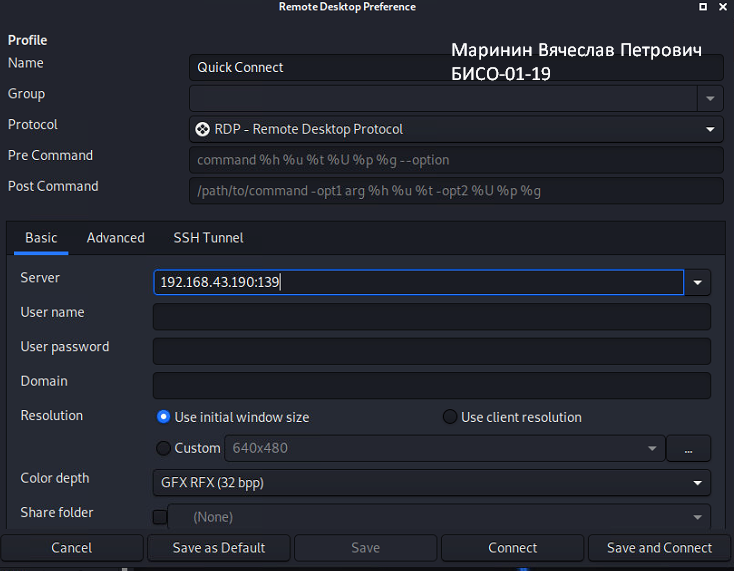 Remote Desktop Preference
Profile
Маринин Вячеслав Петрович
Name Quick Connect
БИСО-01-19
Group
Protocol RDP - Remote Desktop Protocol
Pre Command command %h %u %t %U %p %g --option
Post Command /path/to/command -opt1 arg %h %u %t -opt2 %U %p %g
Basic Advanced SSH Tunnel
Server 192.168.43.190:139
User name
User password
Domain
Resolution Use initial window size Use client resolution
Custom 640x480 ...
Color depth GFX RFX (32 bpp)
Share folder (None)
Cancel Save as Default Save Connect Save and Connect